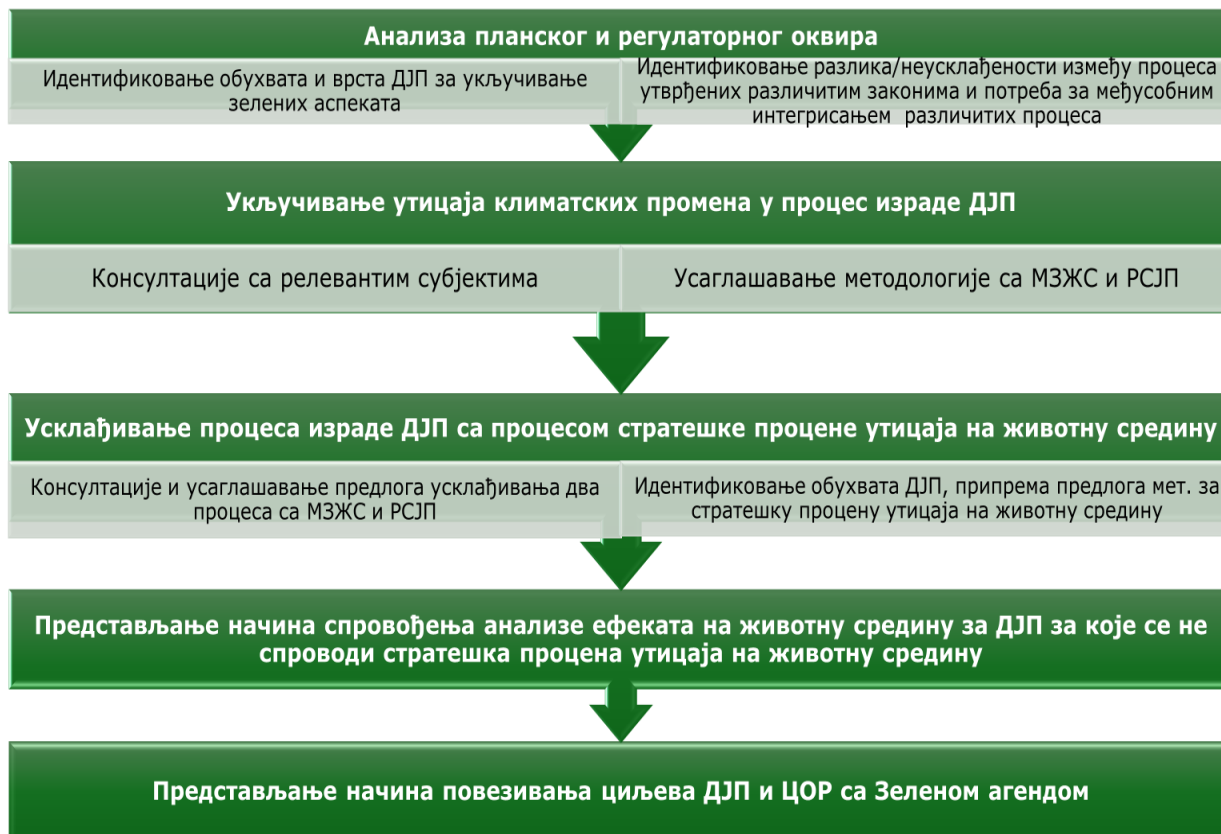 Анализа планског и регулаторног оквира
Идентификовање обухвата и врста ДЈП за укључивање
зелених аспеката
Идентификовање разлика/неусклађености између процеса
утврђених различитим законима и потреба за међусобним
интегрисањем различитих процеса
Укључивање утицаја климатских промена у процес израде ДЈП
Консултације са релевантим субјектима
Усаглашавање методологије са МЗЖС и РСЈП
Усклађивање процеса израде ДЈП са процесом стратешке процене утицаја на животну средину
Консултације и усаглашавање предлога усклађивања два
процеса са МЗЖС и РСЈП
Идентификовање обухвата ДЈП, припрема предлога мет. за
стратешку процену утицаја на животну средину
Представљање начина спровођења анализе ефеката на животну средину за ДЈП за које се не
спроводи стратешка процена утицаја на животну средину
Представљање начина повезивања циљева ДЈП и ЦОР са Зеленом агендом